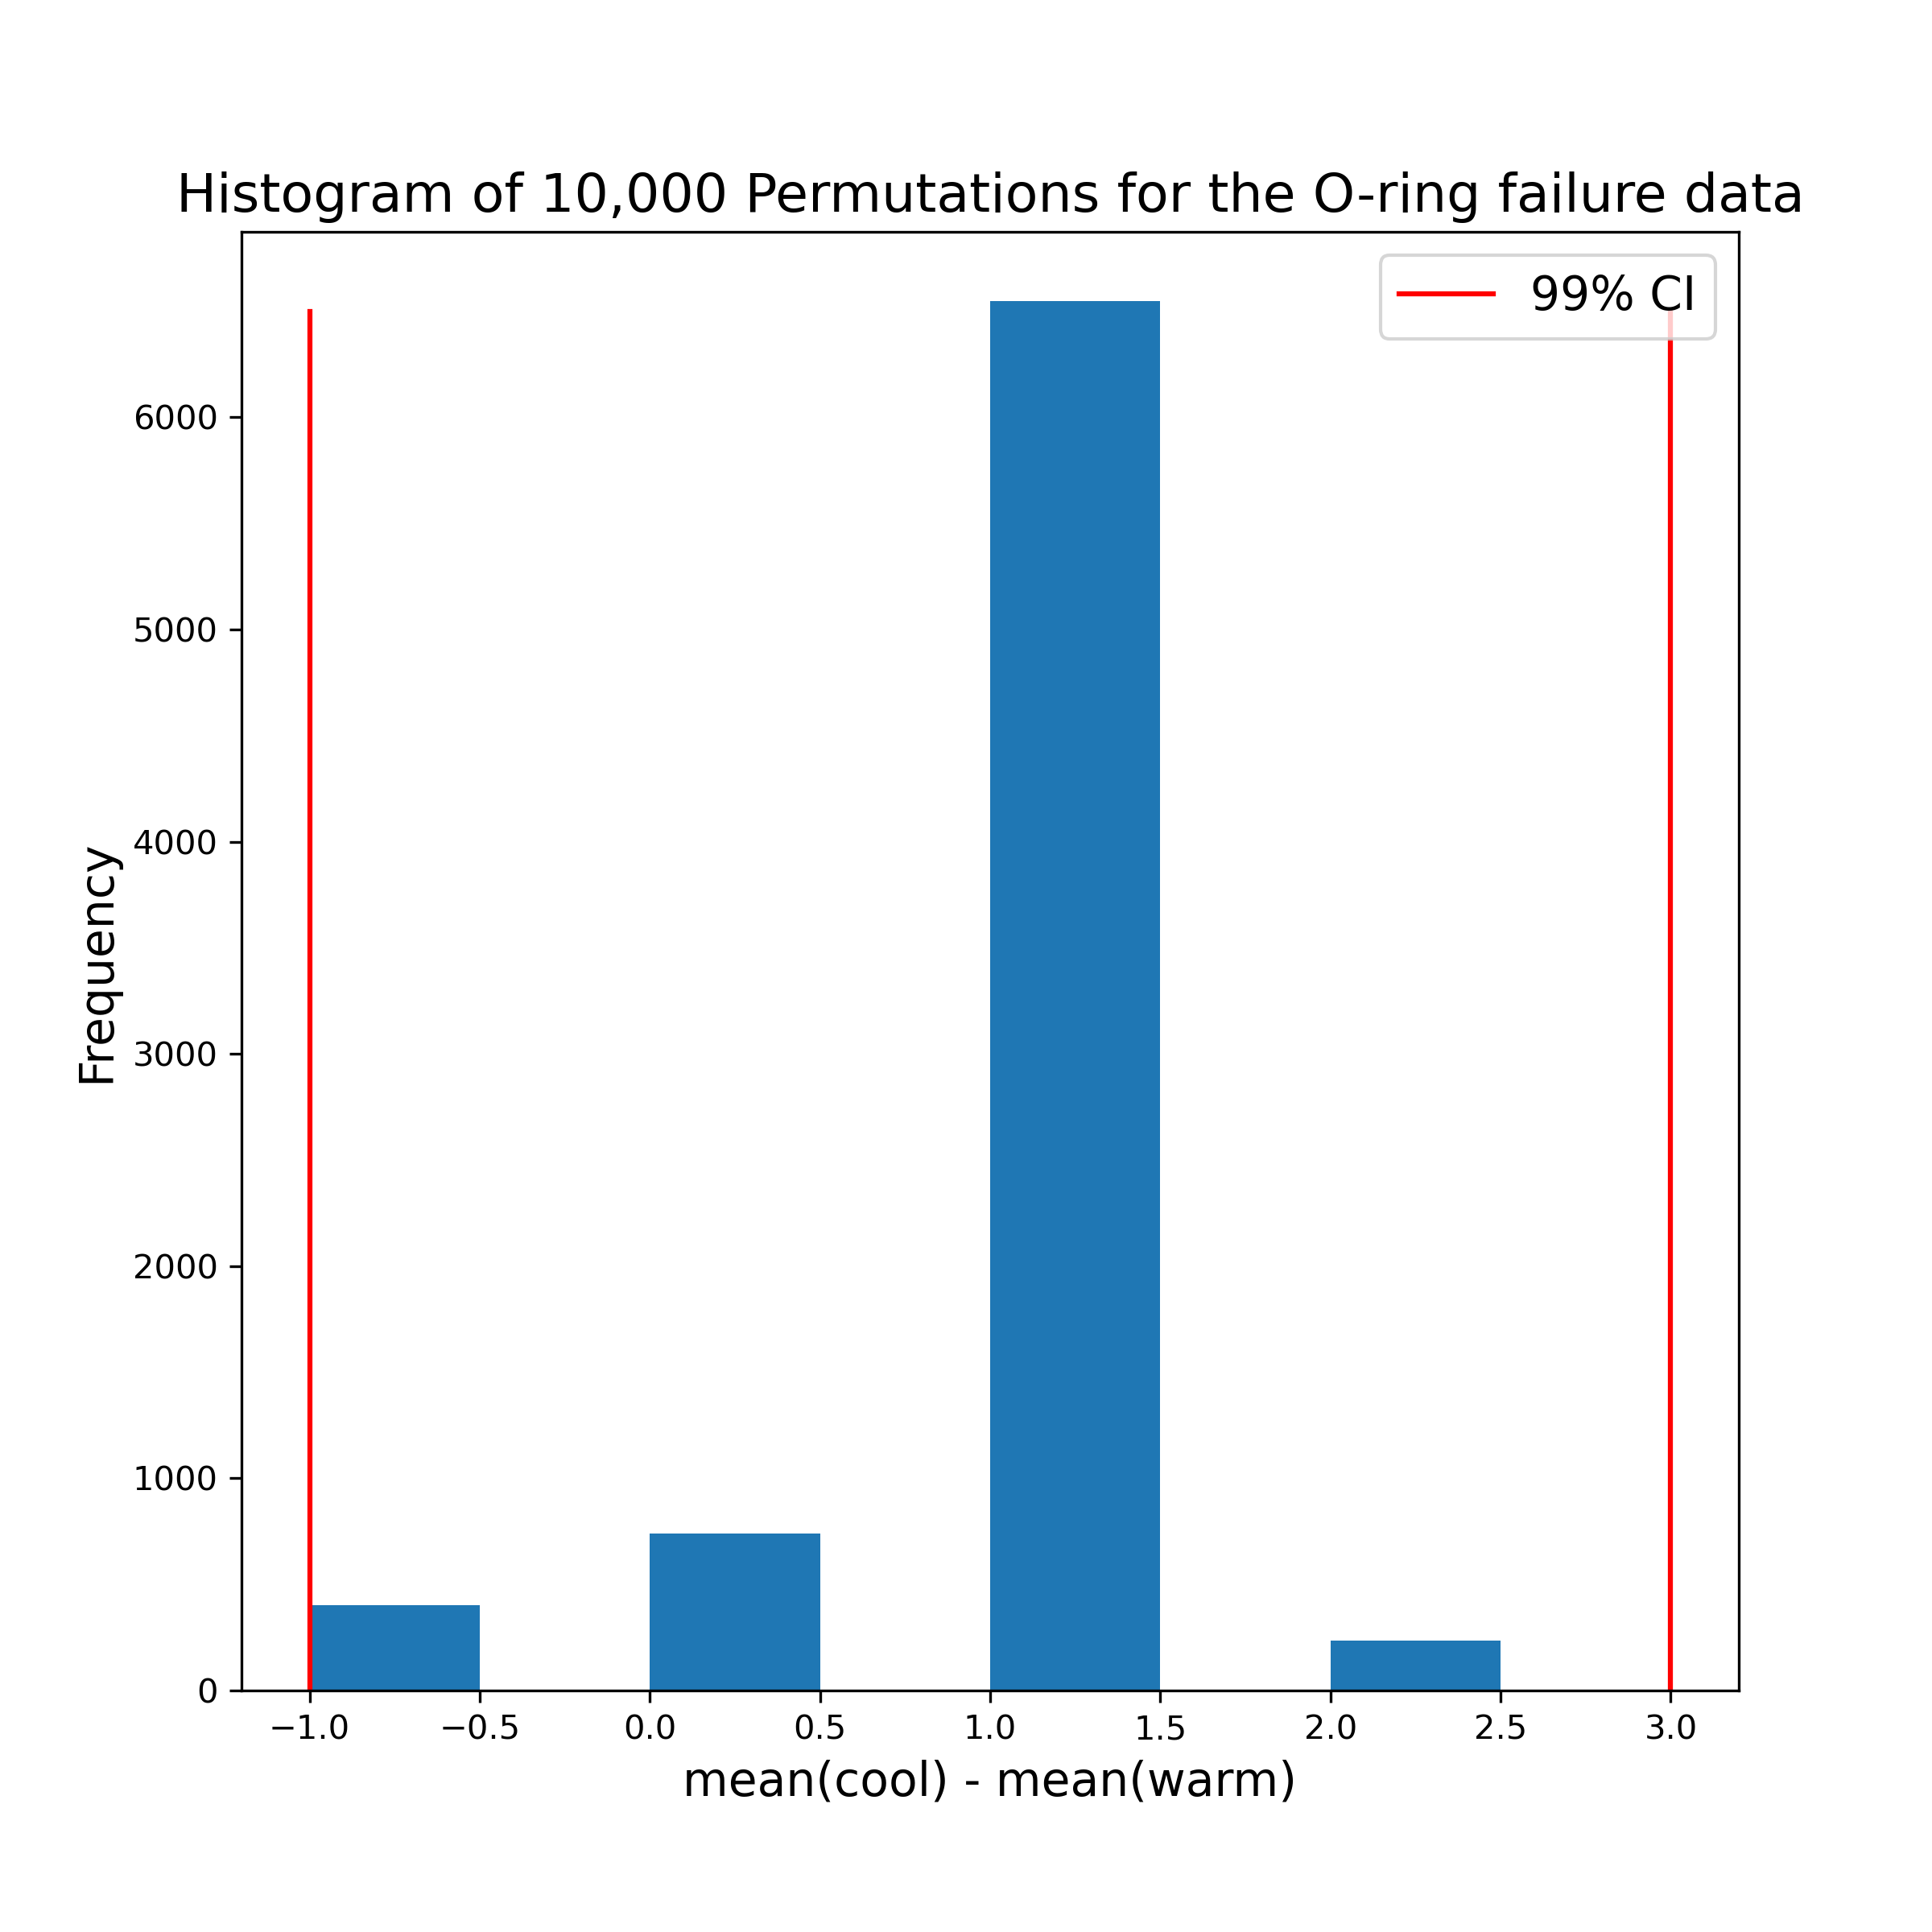 Histogram of 10,000 Permutations for the O-ring failure data
99% CI
Frequency
6000
5000
4000
3000
2000
1000
0
−1.0 −0.5 0.0 0.5 1.0 1.5 2.0 2.5 3.0
mean(cool) - mean(warm)